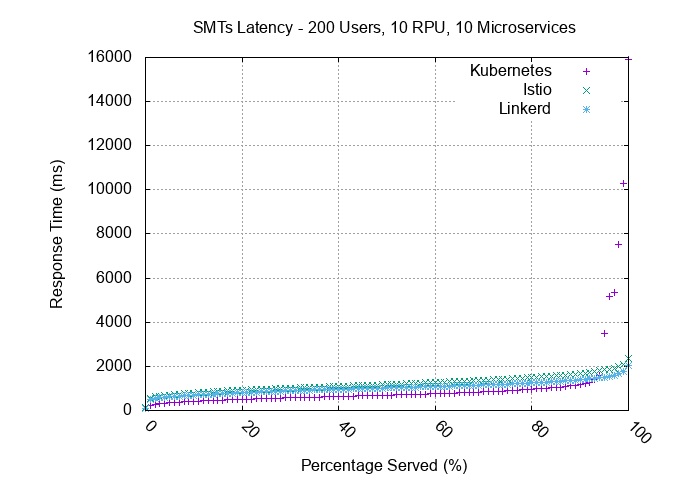 SMTs Latency - 200 Users, 10 RPU, 10 Microservices
16000
14000
12000
10000
8000
6000
4000
2000
0
Response Time (ms)
Kubernetes
Istio
Linkerd
0
20
40
60
80
100
Percentage Served (%)